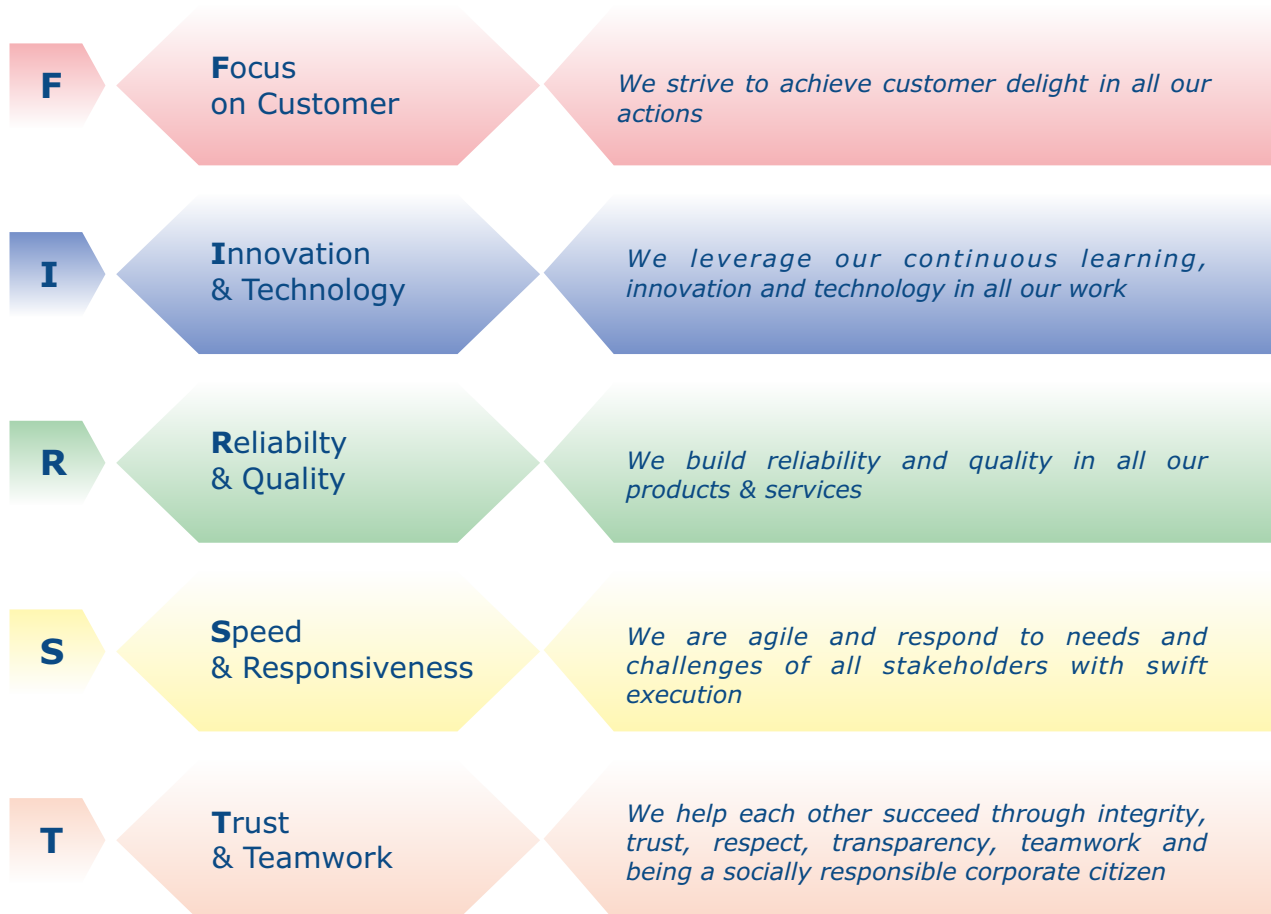 F
Focus
on Customer
We strive to achieve customer delight in all our
actions
I
Innovation
& Technology
We leverage our continuous learning,
innovation and technology in all our work
R
Reliabilty
& Quality
We build reliability and quality in all our
products & services
S
Speed
& Responsiveness
We are agile and respond to needs and
challenges of all stakeholders with swift
execution
T
Trust
& Teamwork
We help each other succeed through integrity,
trust, respect, transparency, teamwork and
being a socially responsible corporate citizen